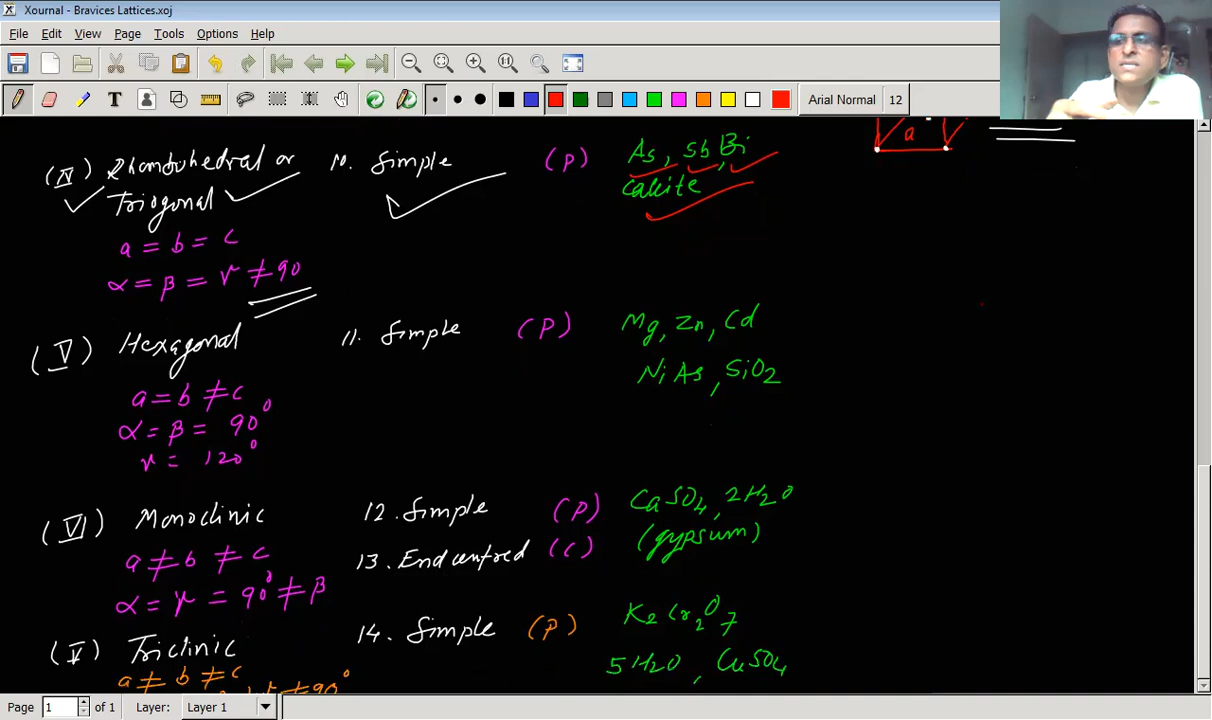 Xournal - Bravices Lattices.xoj
File Edit View Page Tools Options Help
Arial Normal 12
a
(IV) Rhombohedral or 10. Simple (P) As, Sb, Bi
Trigonal calcite
a = b = c
α = β = γ ≠ 90
(V) Hexagonal 11. Simple (P) Mg, Zn, Cd
NiAs, SiO2
a = b ≠ c
α = β = 90°
γ = 120°
(VI) Monoclinic 12. Simple (P) CaSO4, 2H2O
(gypsum)
a ≠ b ≠ c 13. End centred (C)
α = γ = 90° ≠ β
(V) Triclinic 14. Simple (P) K2Cr2O7
a ≠ b ≠ c 5H2O, CuSO4
≠ 90°
Page 1 of 1 Layer: Layer 1